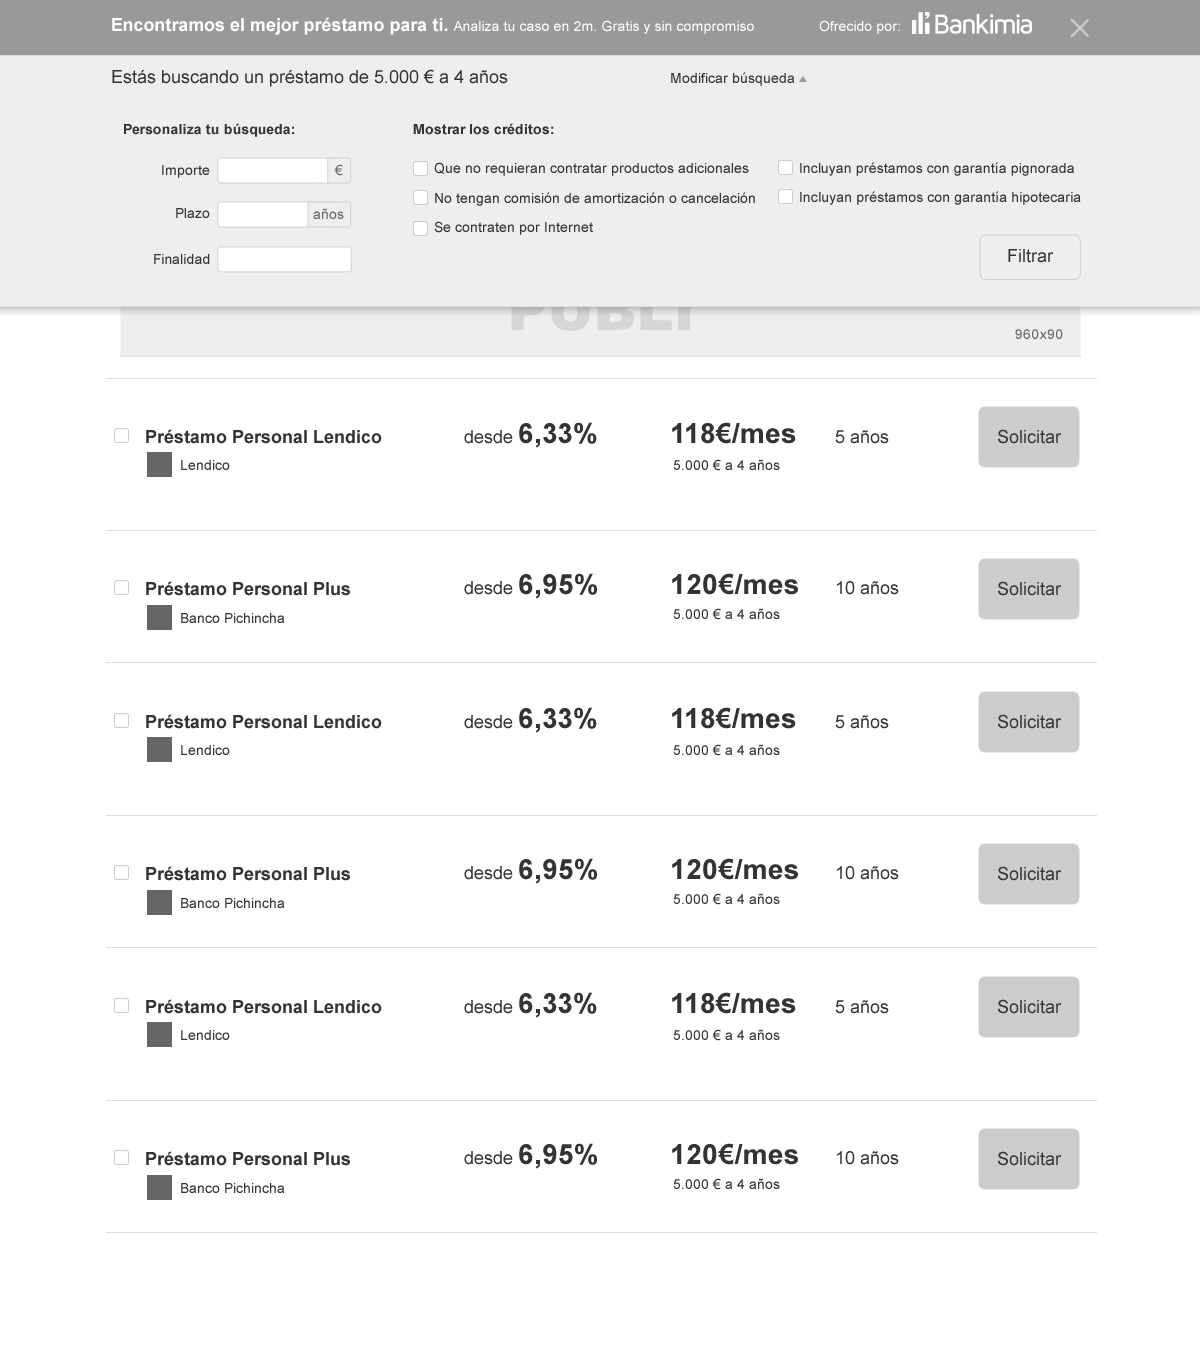 Encontramos el mejor préstamo para ti. Analiza tu caso en 2m. Gratis y sin compromiso Ofrecido por: Bankimia
Estás buscando un préstamo de 5.000 € a 4 años Modificar búsqueda
Personaliza tu búsqueda: Mostrar los créditos:
Importe € Que no requieran contratar productos adicionales Incluyan préstamos con garantía pignorada
Plazo años No tengan comisión de amortización o cancelación Incluyan préstamos con garantía hipotecaria
Se contraten por Internet
Finalidad Filtrar
PUBLI
960x90
Préstamo Personal Lendico desde 6,33% 118€/mes 5 años Solicitar
Lendico 5.000 € a 4 años
Préstamo Personal Plus desde 6,95% 120€/mes 10 años Solicitar
Banco Pichincha 5.000 € a 4 años
Préstamo Personal Lendico desde 6,33% 118€/mes 5 años Solicitar
Lendico 5.000 € a 4 años
Préstamo Personal Plus desde 6,95% 120€/mes 10 años Solicitar
Banco Pichincha 5.000 € a 4 años
Préstamo Personal Lendico desde 6,33% 118€/mes 5 años Solicitar
Lendico 5.000 € a 4 años
Préstamo Personal Plus desde 6,95% 120€/mes 10 años Solicitar
Banco Pichincha 5.000 € a 4 años